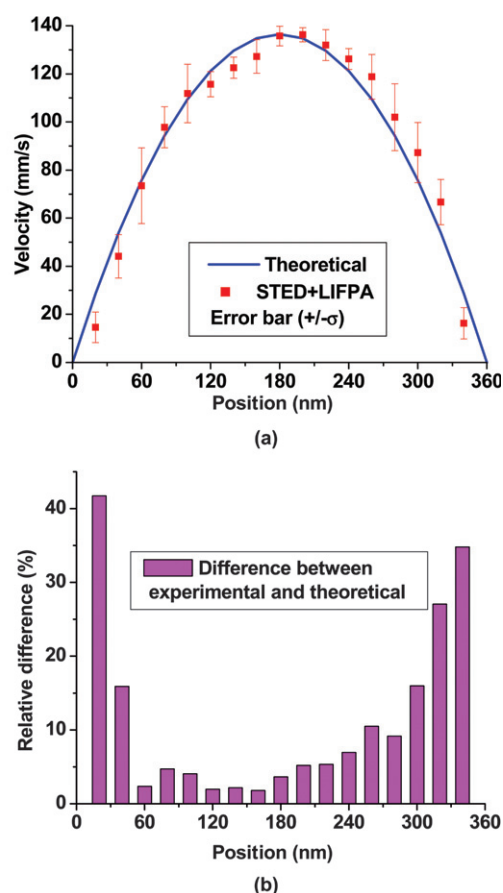 140
120
100
80
60
40
20
0
Velocity (mm/s)
Theoretical
STED+LIFPA
Error bar (+/-σ)
0 60 120 180 240 300 360
Position (nm)
(a)
40
30
20
10
0
Relative difference (%)
Difference between
experimental and theoretical
0 60 120 180 240 300 360
Position (nm)
(b)